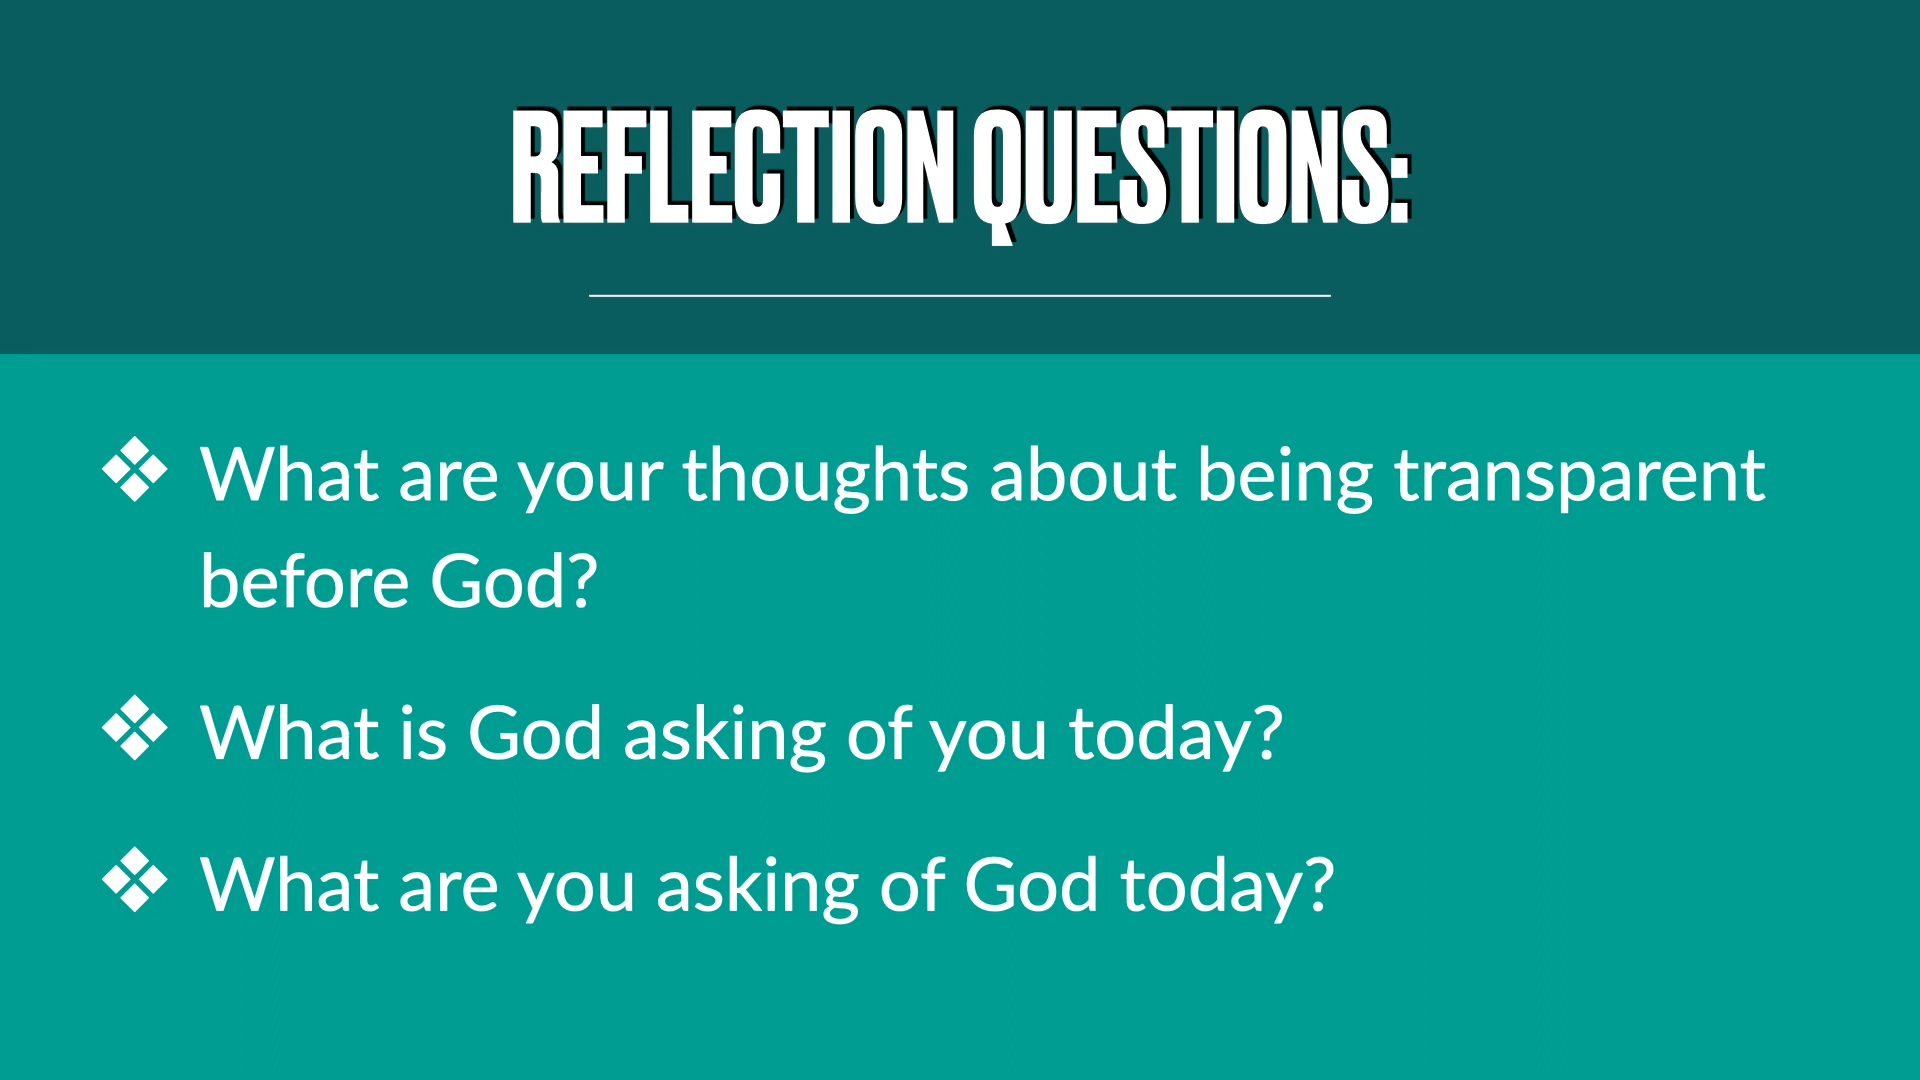 REFLECTION QUESTIONS:
❖ What are your thoughts about being transparent
before God?
❖ What is God asking of you today?
❖ What are you asking of God today?